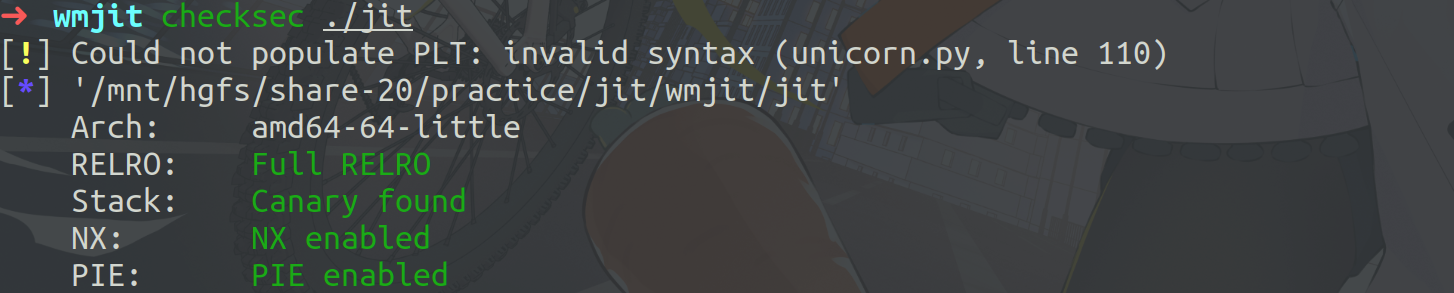 → wmjit checksec ./jit
[!] Could not populate PLT: invalid syntax (unicorn.py, line 110)
[*] '/mnt/hgfs/share-20/practice/jit/wmjit/jit'
Arch: amd64-64-little
RELRO: Full RELRO
Stack: Canary found
NX: NX enabled
PIE: PIE enabled